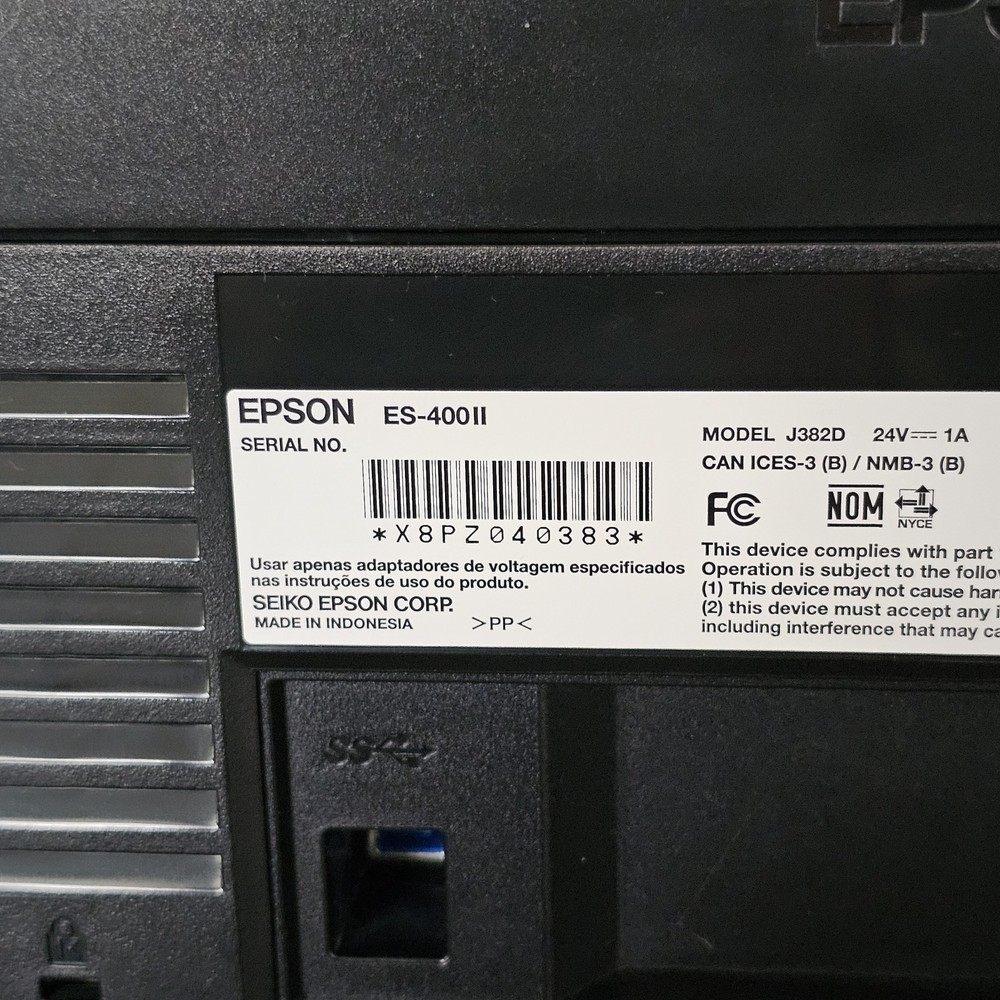 EPS
EPSON ES-400II
SERIAL NO.
*X8PZ040383*
Usar apenas adaptadores de voltagem especificados
nas instruções de uso do produto.
SEIKO EPSON CORP.
MADE IN INDONESIA >PP<
MODEL J382D 24V⎓ 1A
CAN ICES-3 (B) / NMB-3 (B)
FC
NOM
NYCE
This device complies with part
Operation is subject to the follo
(1) This device may not cause har
(2) this device must accept any i
including interference that may ca
SS